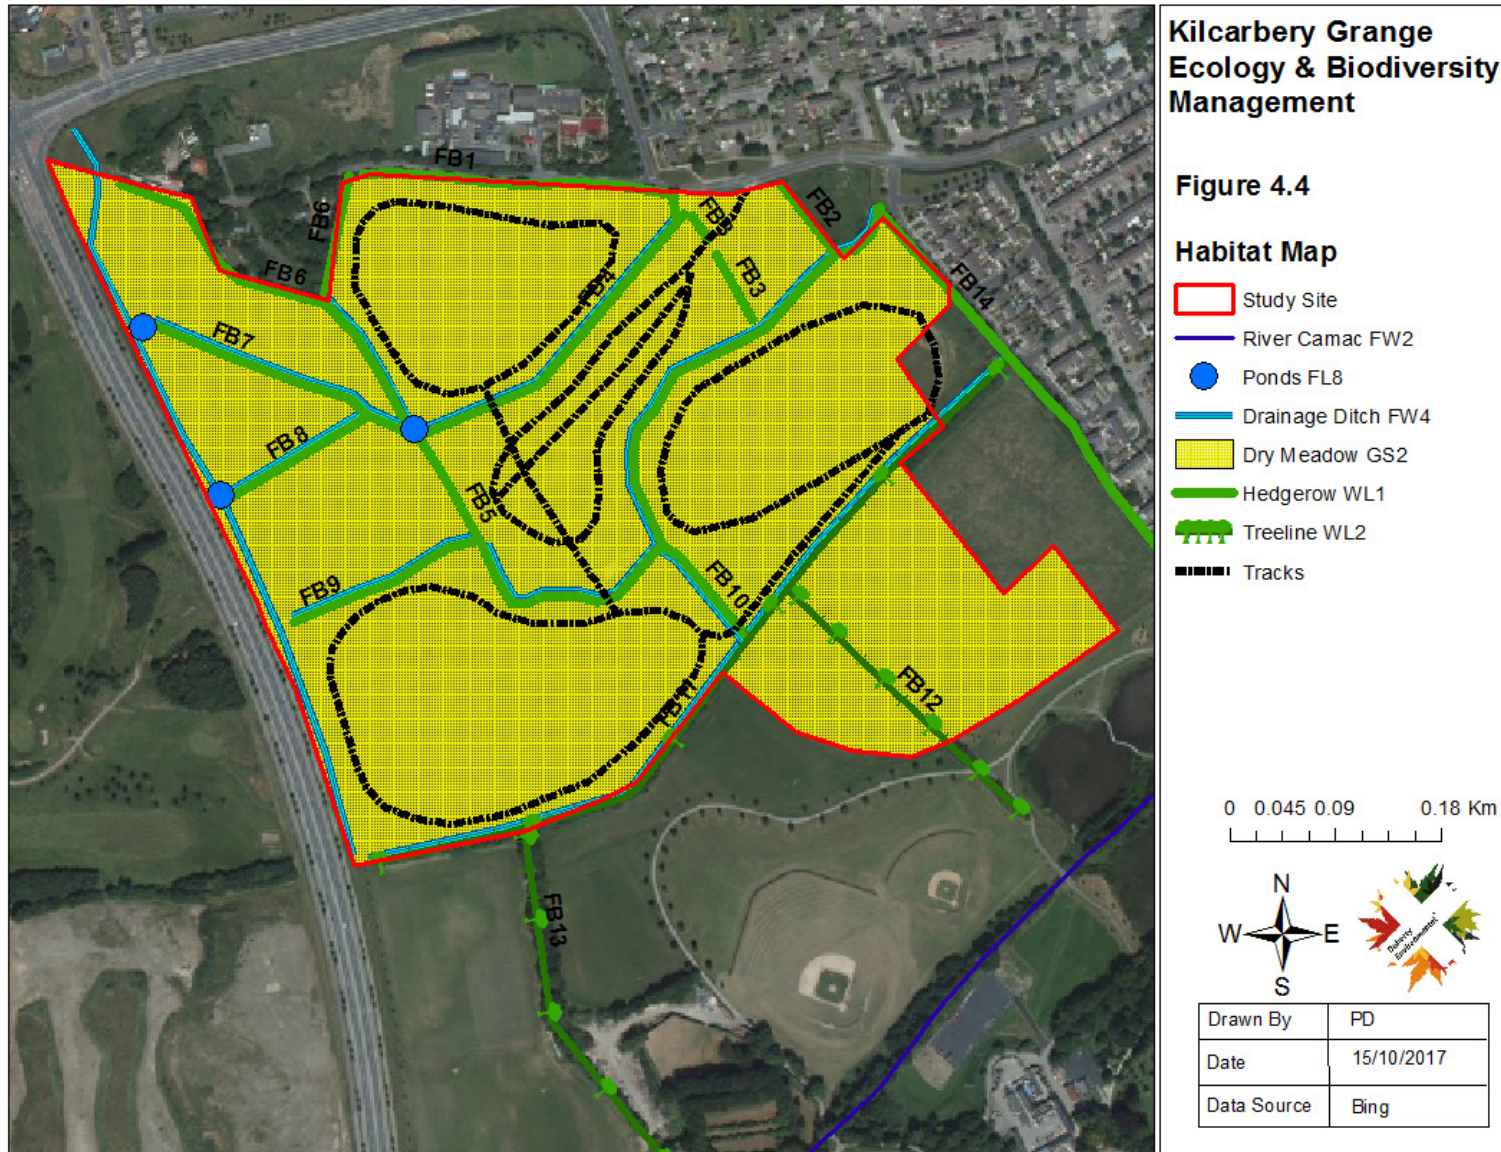 Kilcarbery Grange
Ecology & Biodiversity
Management
Figure 4.4
Habitat Map
Study Site
River Camac FW2
Ponds FL8
Drainage Ditch FW4
Dry Meadow GS2
Hedgerow WL1
Treeline WL2
Tracks
0 0.045 0.09 0.18 Km
N
W E
S
Doherty
Environmental
Drawn By PD
Date 15/10/2017
Data Source Bing
FB1
FB2
FB6
FB6
FB3
FB14
FB4
FB7
FB8
FB5
FB9
FB10
FB12
FB11
FB13